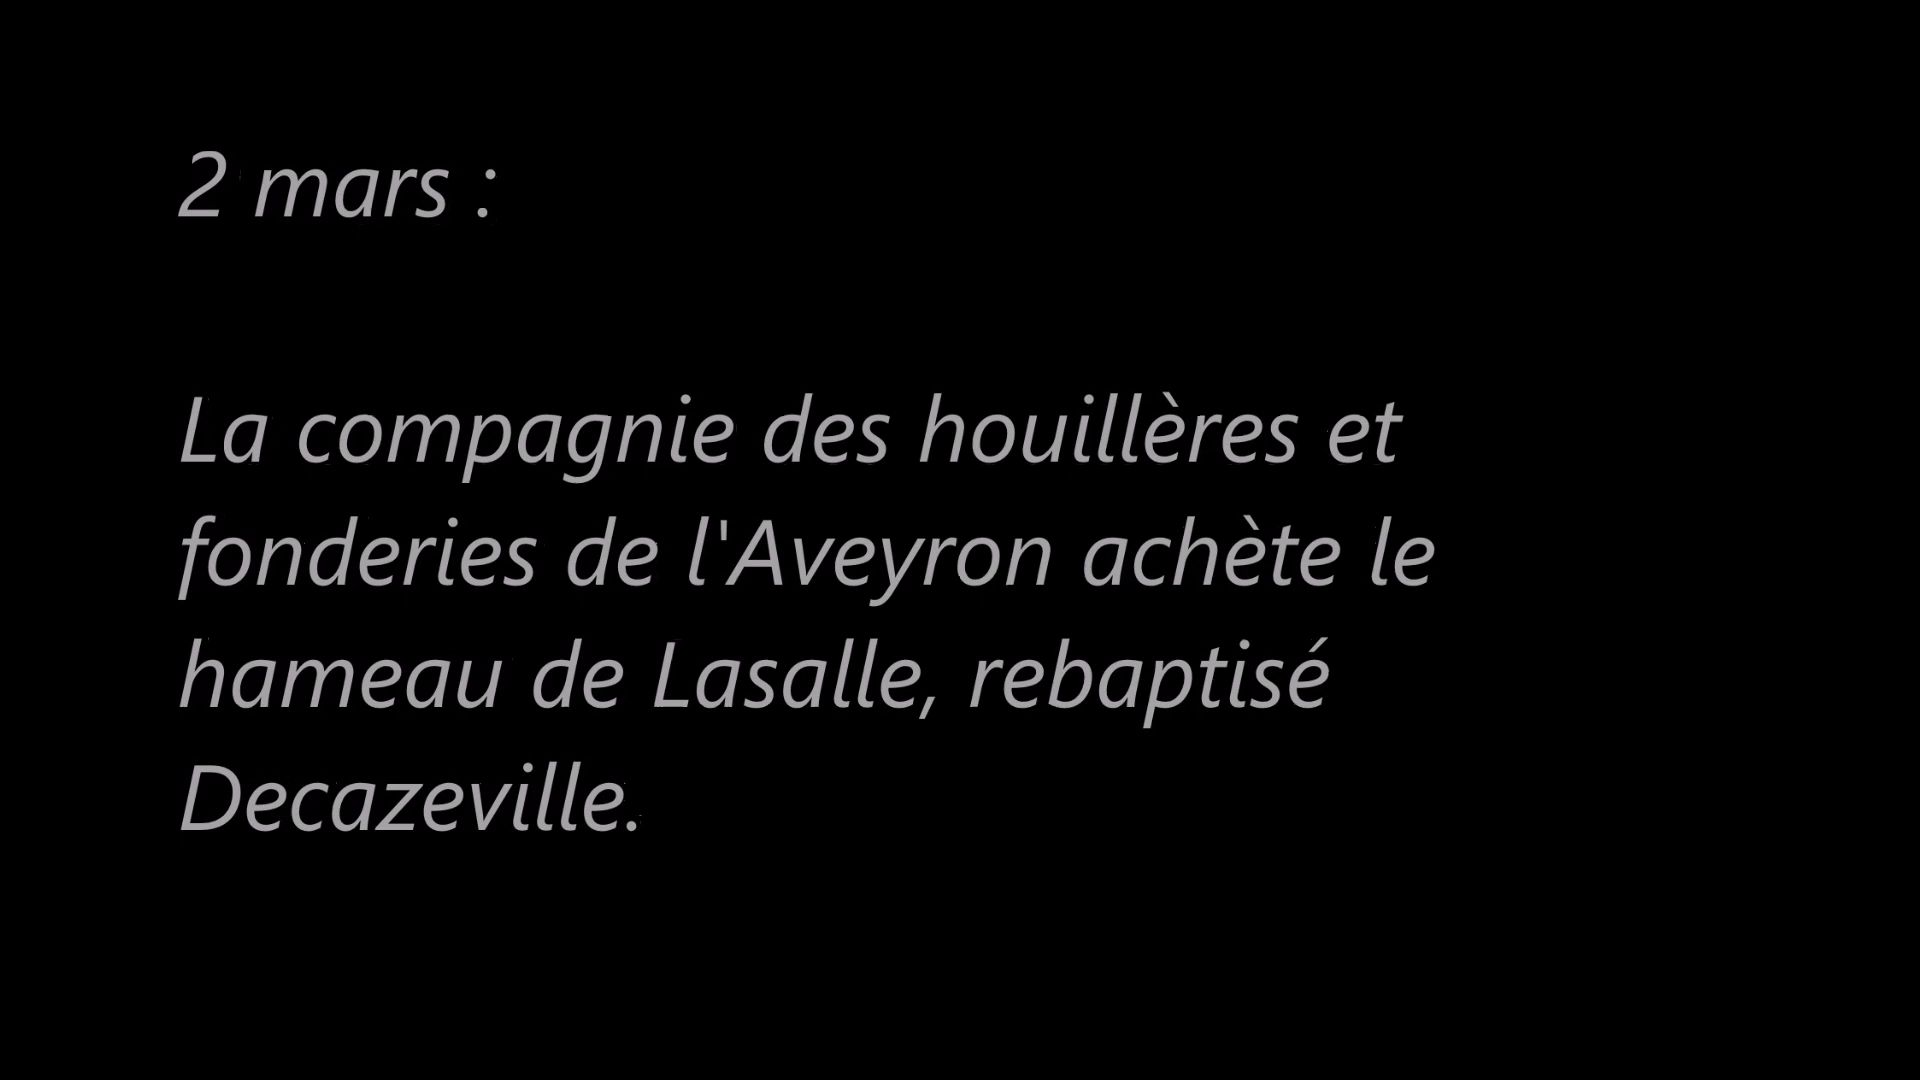 2 mars :
La compagnie des houillères et
fonderies de l'Aveyron achète le
hameau de Lasalle, rebaptisé
Decazeville.